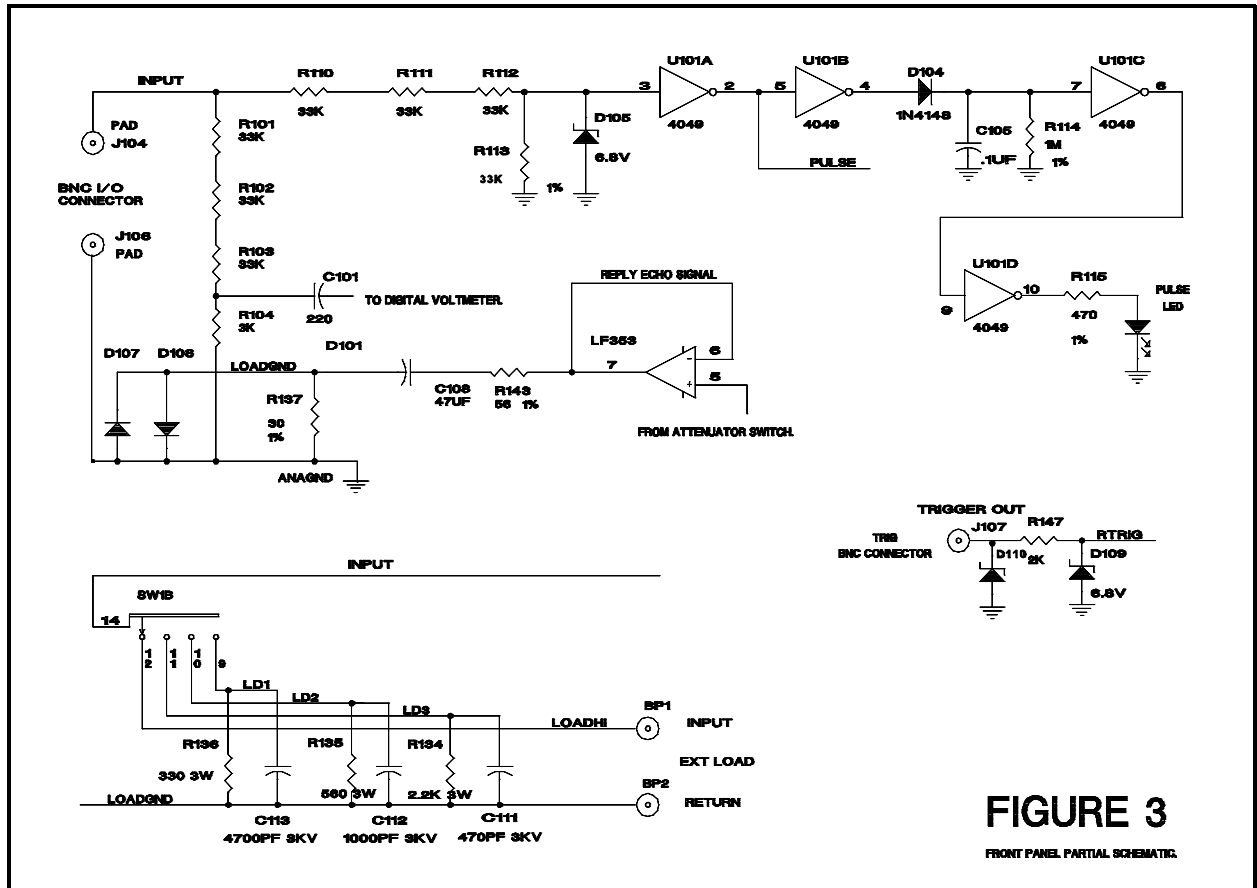 INPUT
R110
33K
R111
33K
R112
33K
U101A
3
2
4049
U101B
5
4
4049
D104
1N4148
U101C
7
6
4049
PAD
J104
R101
33K
D105
6.8V
R113
33K
1%
C105
.1UF
R114
1M
1%
PULSE
BNC I/O
CONNECTOR
R102
33K
J106
PAD
R103
33K
C101
220
TO DIGITAL VOLTMETER.
REPLY ECHO SIGNAL
U101D
9
10
4049
R115
470
1%
PULSE
LED
R104
3K
D101
LF353
7
6
5
D107
D108
LOADGND
C108
47UF
R143
56 1%
R137
30
1%
FROM ATTENUATOR SWITCH.
ANAGND
TRIGGER OUT
J107
R147
2K
RTRIG
TRIG
BNC CONNECTOR
D110
D109
6.8V
INPUT
SW1B
14
12
11
10
9
LD1
LD2
LD3
LOADHI
BP1
INPUT
R136
330 3W
R135
560 3W
R134
2.2K 3W
EXT LOAD
BP2
RETURN
LOADGND
C113
4700PF 3KV
C112
1000PF 3KV
C111
470PF 3KV
FIGURE 3
FRONT PANEL PARTIAL SCHEMATIC.